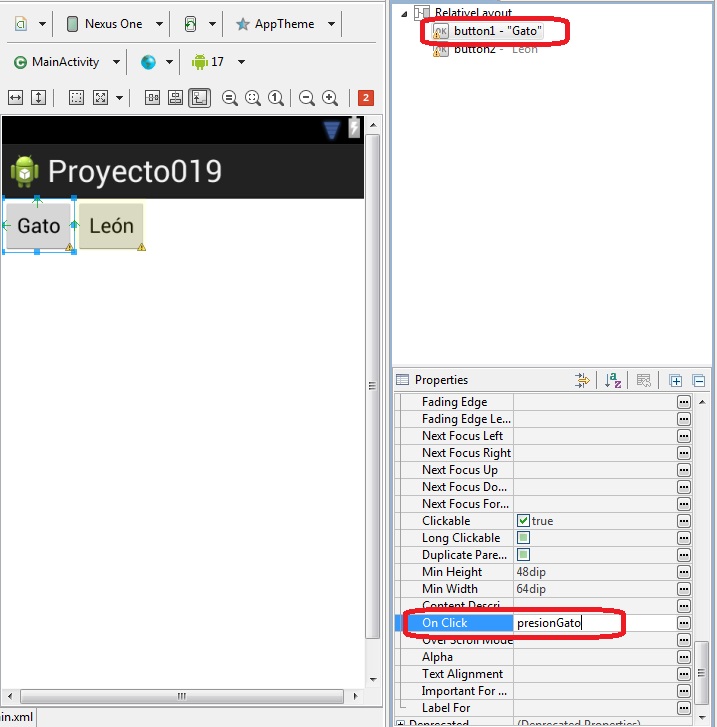 Nexus One
AppTheme
MainActivity
17
2
Proyecto019
Gato
León
in.xml
RelativeLayout
button1 - "Gato"
button2 - León
Properties
Fading Edge
Fading Edge Le...
Next Focus Left
Next Focus Right
Next Focus Up
Next Focus Do...
Next Focus For...
Clickable true
Long Clickable
Duplicate Pare...
Min Height 48dip
Min Width 64dip
Content Descri...
On Click presionGato
Over Scroll Mode
Alpha
Text Alignment
Important For ...
Label For
Deprecated (Deprecated Properties)